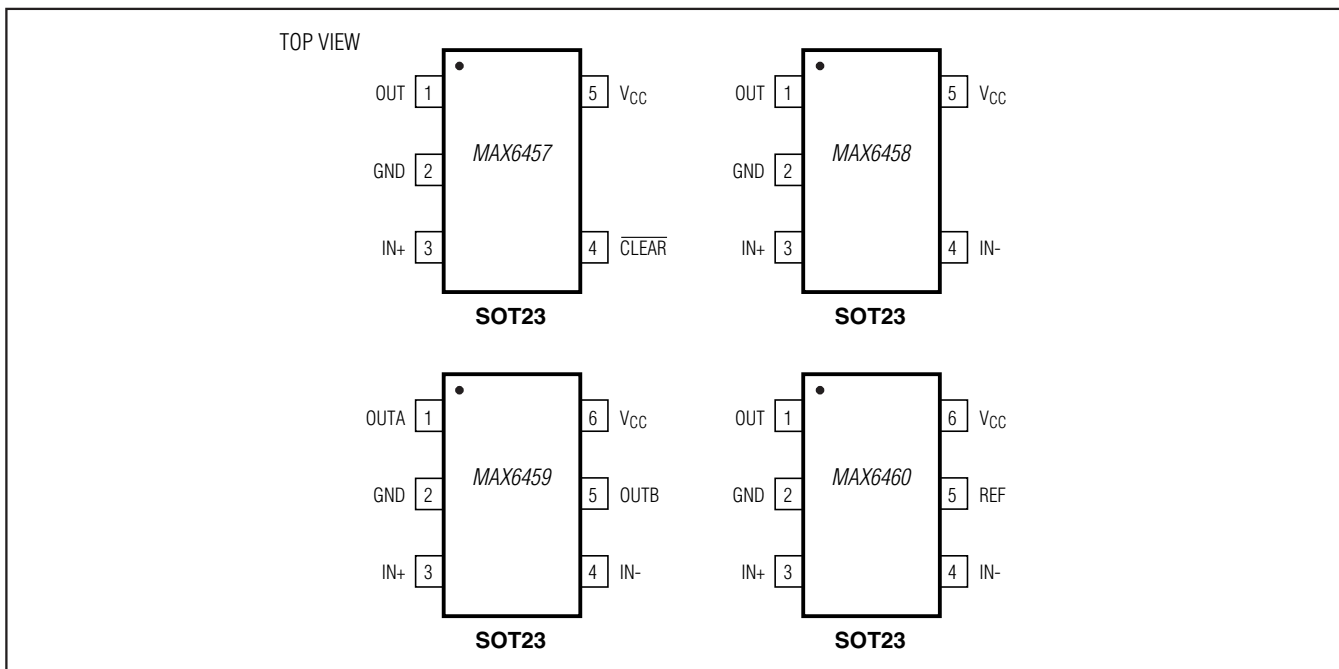 TOP VIEW
OUT 1
5 VCC
MAX6457
GND 2
IN+ 3
4 CLEAR
SOT23
OUT 1
5 VCC
MAX6458
GND 2
IN+ 3
4 IN-
SOT23
OUTA 1
6 VCC
MAX6459
GND 2
5 OUTB
IN+ 3
4 IN-
SOT23
OUT 1
6 VCC
MAX6460
GND 2
5 REF
IN+ 3
4 IN-
SOT23